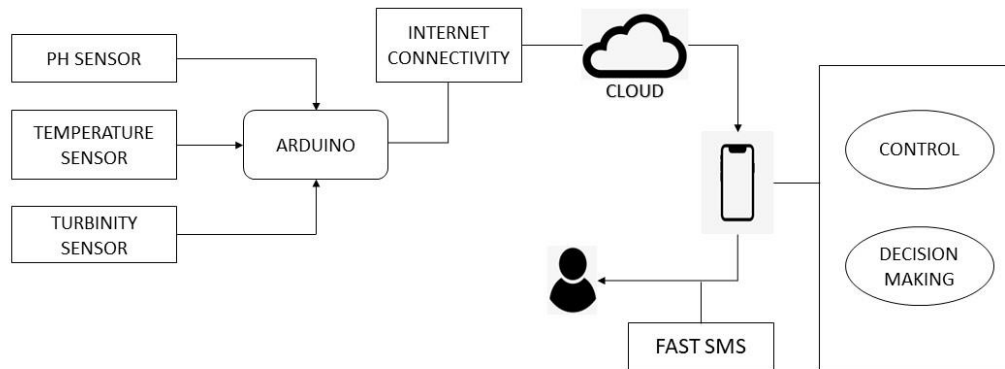 PH SENSOR
TEMPERATURE
SENSOR
TURBINITY
SENSOR
ARDUINO
INTERNET
CONNECTIVITY
CLOUD
FAST SMS
CONTROL
DECISION
MAKING